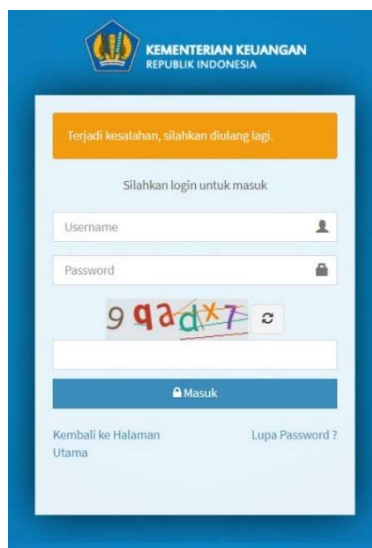 KEMENTERIAN KEUANGAN
REPUBLIK INDONESIA
Terjadi kesalahan, silahkan diulang lagi.
Silahkan login untuk masuk
Username
Password
Masuk
Kembali ke Halaman Lupa Password ?
Utama